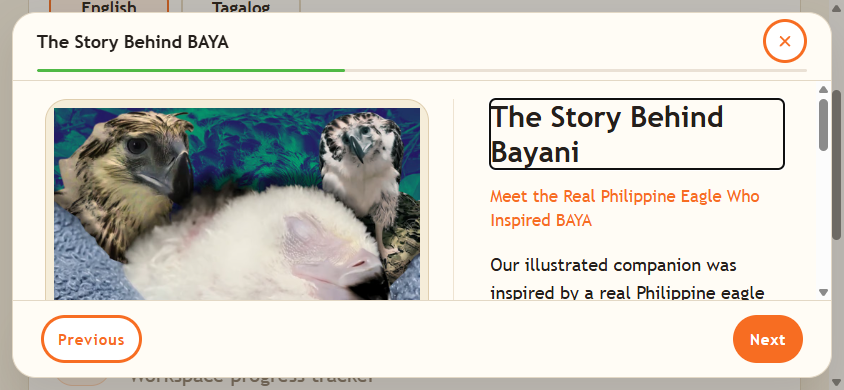 English Tagalog
The Story Behind BAYA
The Story Behind
Bayani
Meet the Real Philippine Eagle Who
Inspired BAYA
Our illustrated companion was
inspired by a real Philippine eagle
Previous
Next
Workspace progress tracker